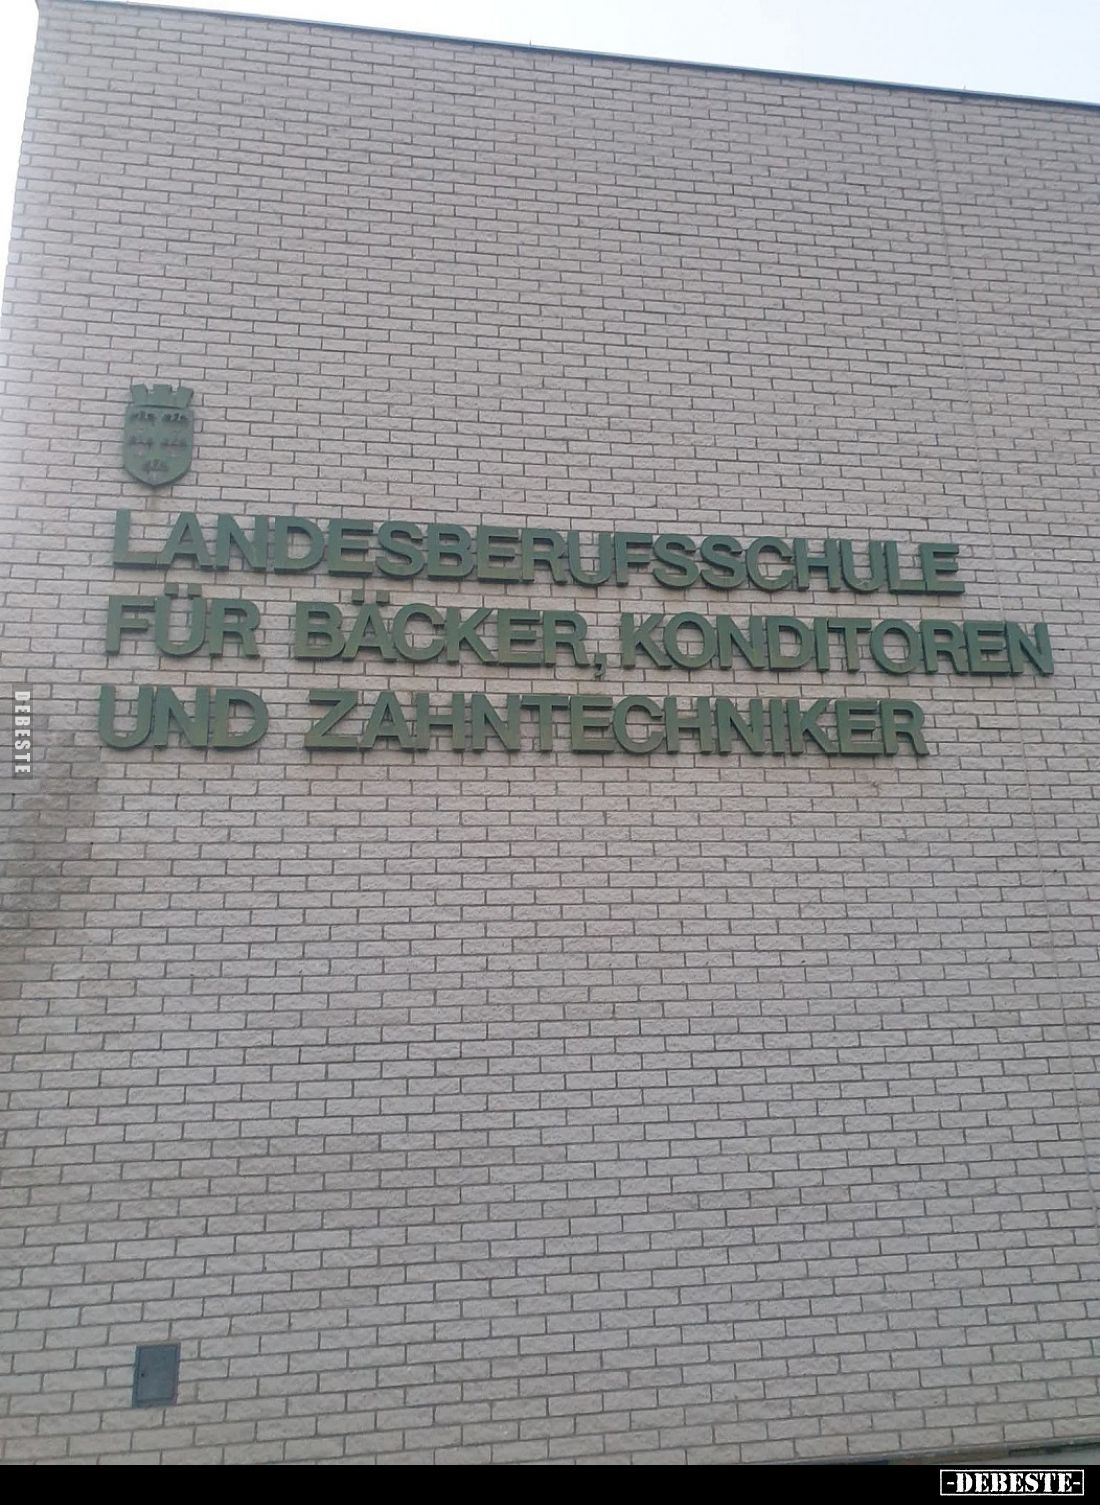 LANDESBERUFSSCHULE
FÜR BÄCKER, KONDITOREN
UND ZAHNTECHNIKER
DEBESTE
-DEBESTE-